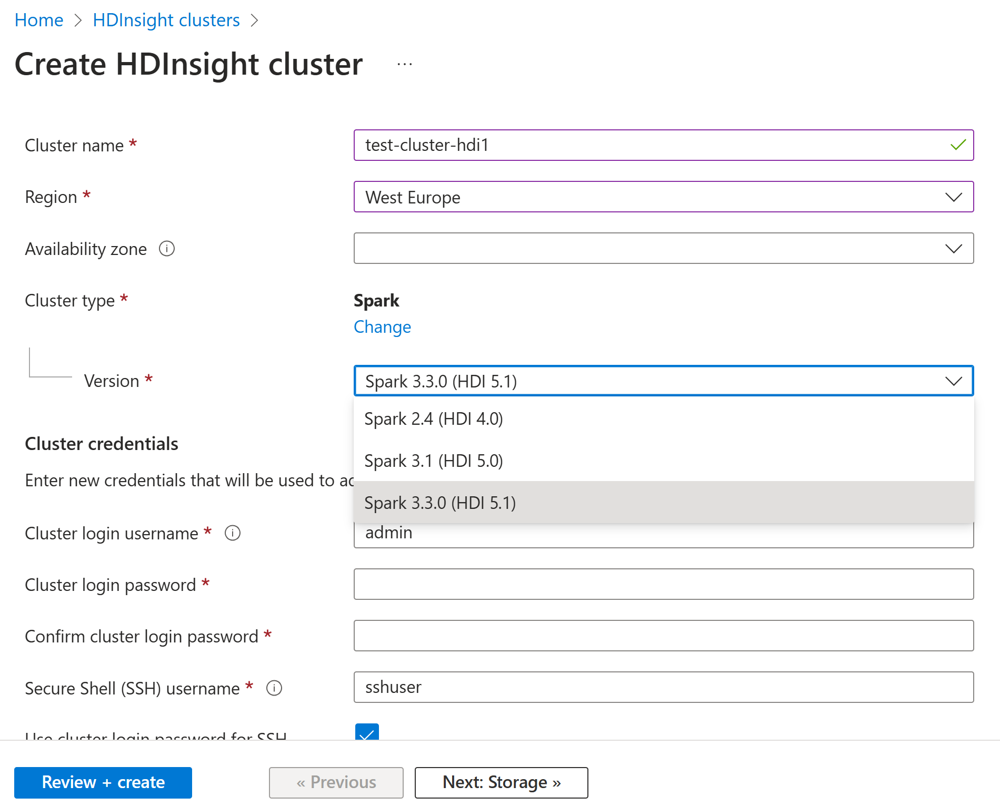 Home > HDInsight clusters >
Create HDInsight cluster ...
Cluster name *
test-cluster-hdi1
Region *
West Europe
Availability zone
Cluster type *
Spark
Change
Version *
Spark 3.3.0 (HDI 5.1)
Spark 2.4 (HDI 4.0)
Spark 3.1 (HDI 5.0)
Spark 3.3.0 (HDI 5.1)
Cluster credentials
Enter new credentials that will be used to
Cluster login username *
admin
Cluster login password *
Confirm cluster login password *
Secure Shell (SSH) username *
sshuser
Use cluster login password for SSH
Review + create
« Previous
Next: Storage »